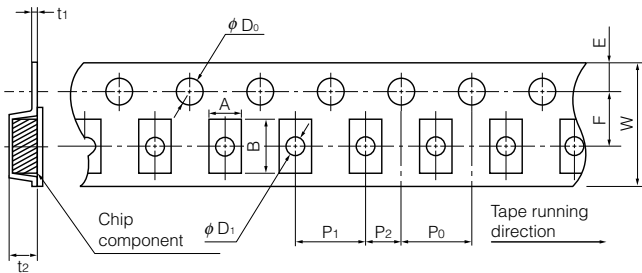 t1
φ D0
E
A
B
F
W
Chip
component
φ D1
P1
P2
P0
Tape running
direction
t2